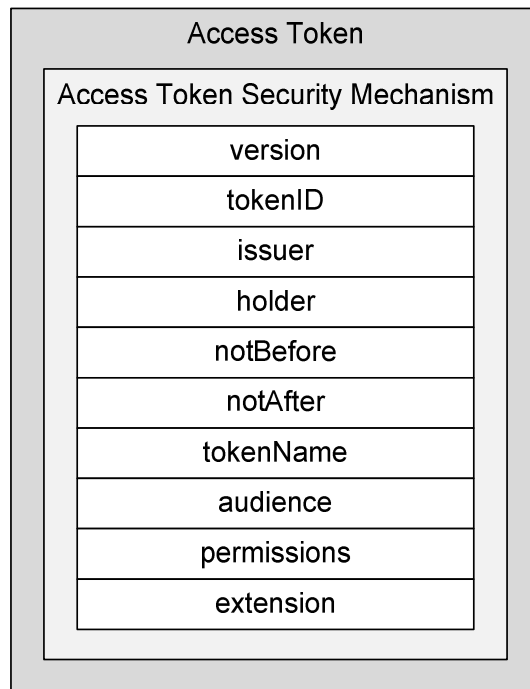 Access Token
Access Token Security Mechanism
version
tokenID
issuer
holder
notBefore
notAfter
tokenName
audience
permissions
extension